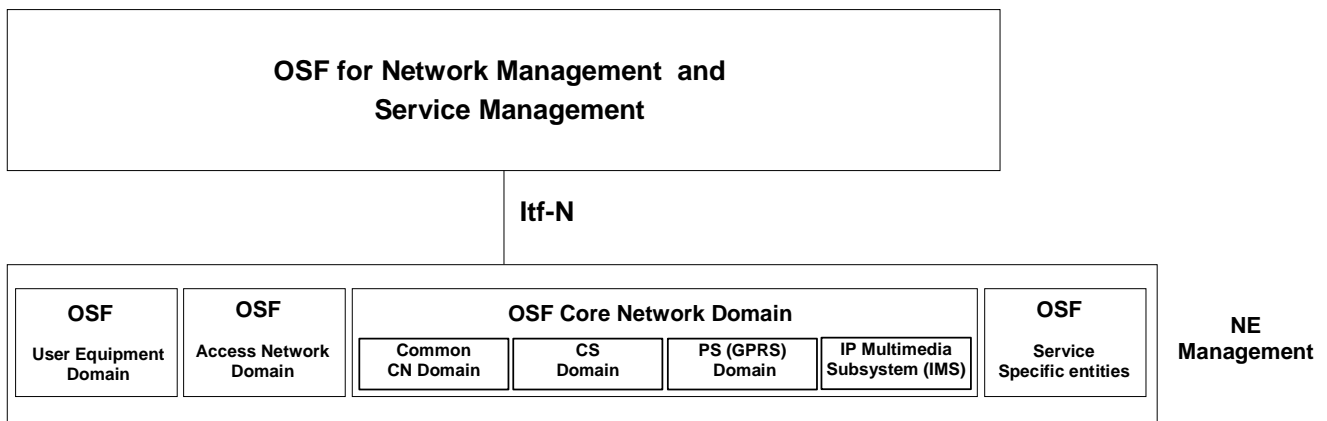 OSF for Network Management and
Service Management
Itf-N
OSF
User Equipment
Domain
OSF
Access Network
Domain
OSF Core Network Domain
Common
CN Domain
CS
Domain
PS (GPRS)
Domain
IP Multimedia
Subsystem (IMS)
OSF
Service
Specific entities
NE
Management